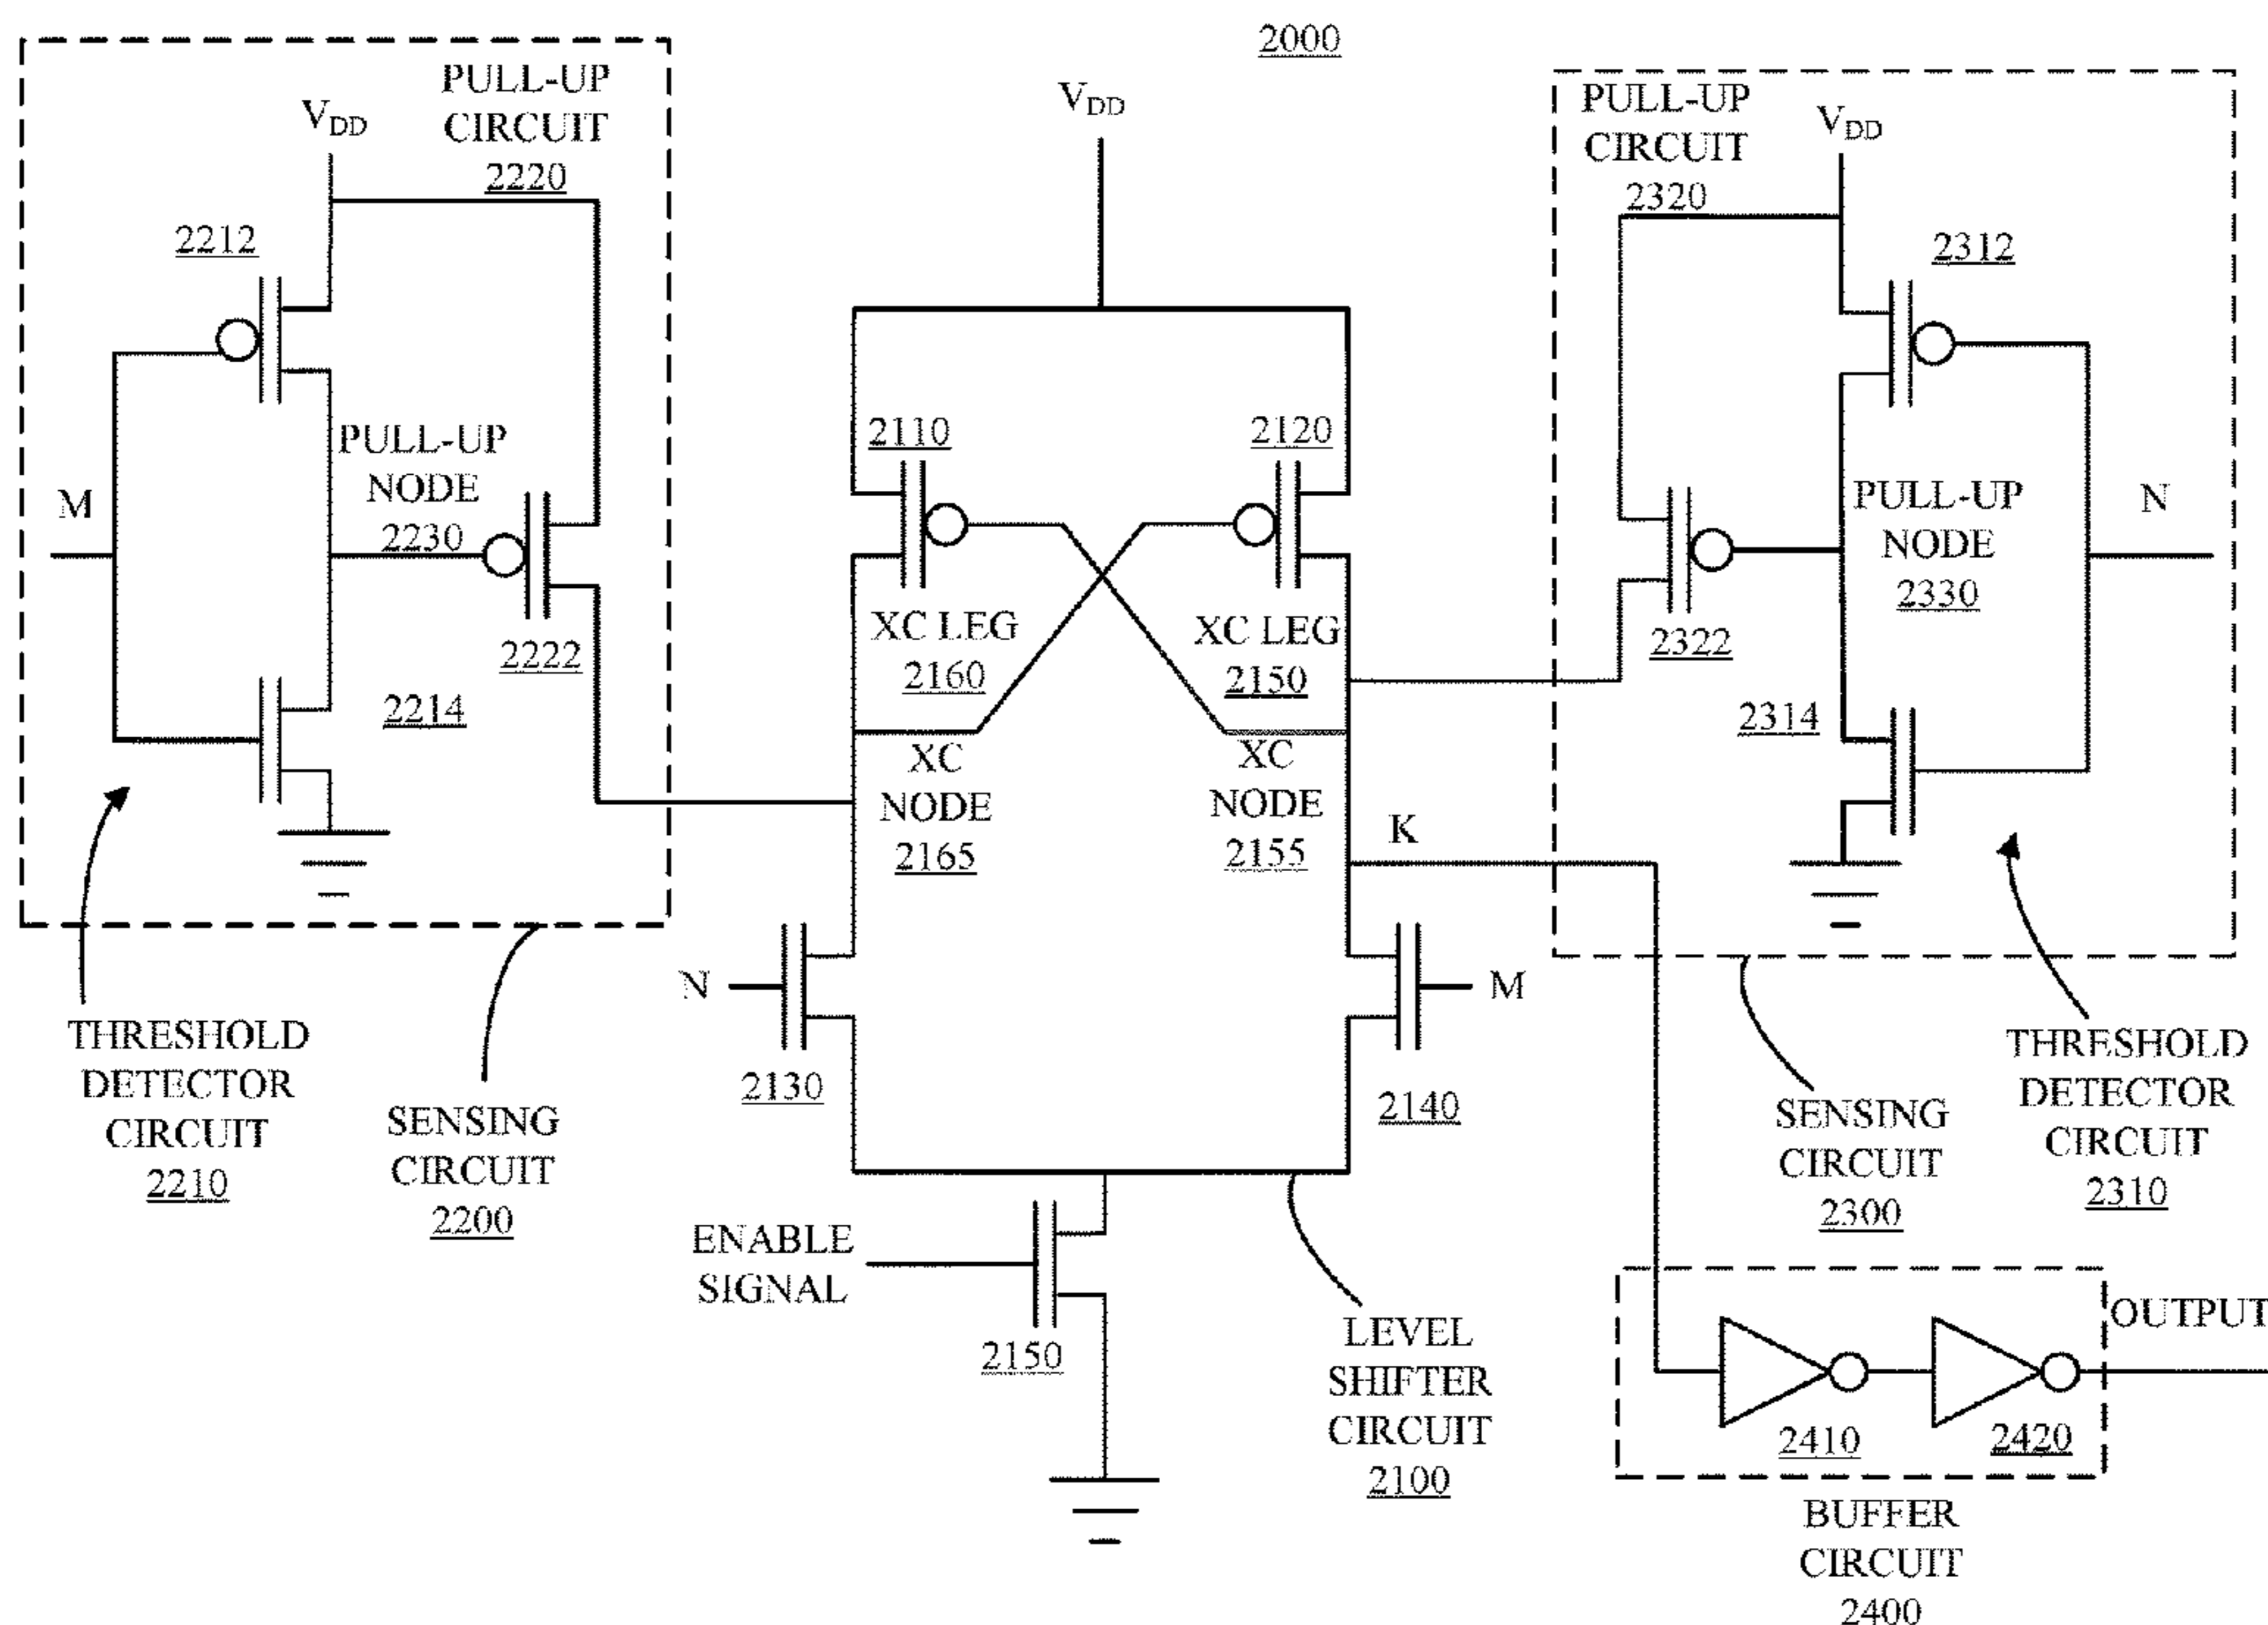 2000
PULL-UP
CIRCUIT
2220
V_DD
2212
PULL-UP
NODE
2230
M
2222
2214
THRESHOLD
DETECTOR
CIRCUIT
2210
SENSING
CIRCUIT
2200
V_DD
2110
2120
XC LEG
2160
XC LEG
2150
XC
NODE
2165
XC
NODE
2155
K
N
M
2130
2140
ENABLE
SIGNAL
2150
LEVEL
SHIFTER
CIRCUIT
2100
PULL-UP
CIRCUIT
2320
V_DD
2312
PULL-UP
NODE
2330
N
2322
2314
SENSING
CIRCUIT
2300
THRESHOLD
DETECTOR
CIRCUIT
2310
OUTPUT
2410
2420
BUFFER
CIRCUIT
2400